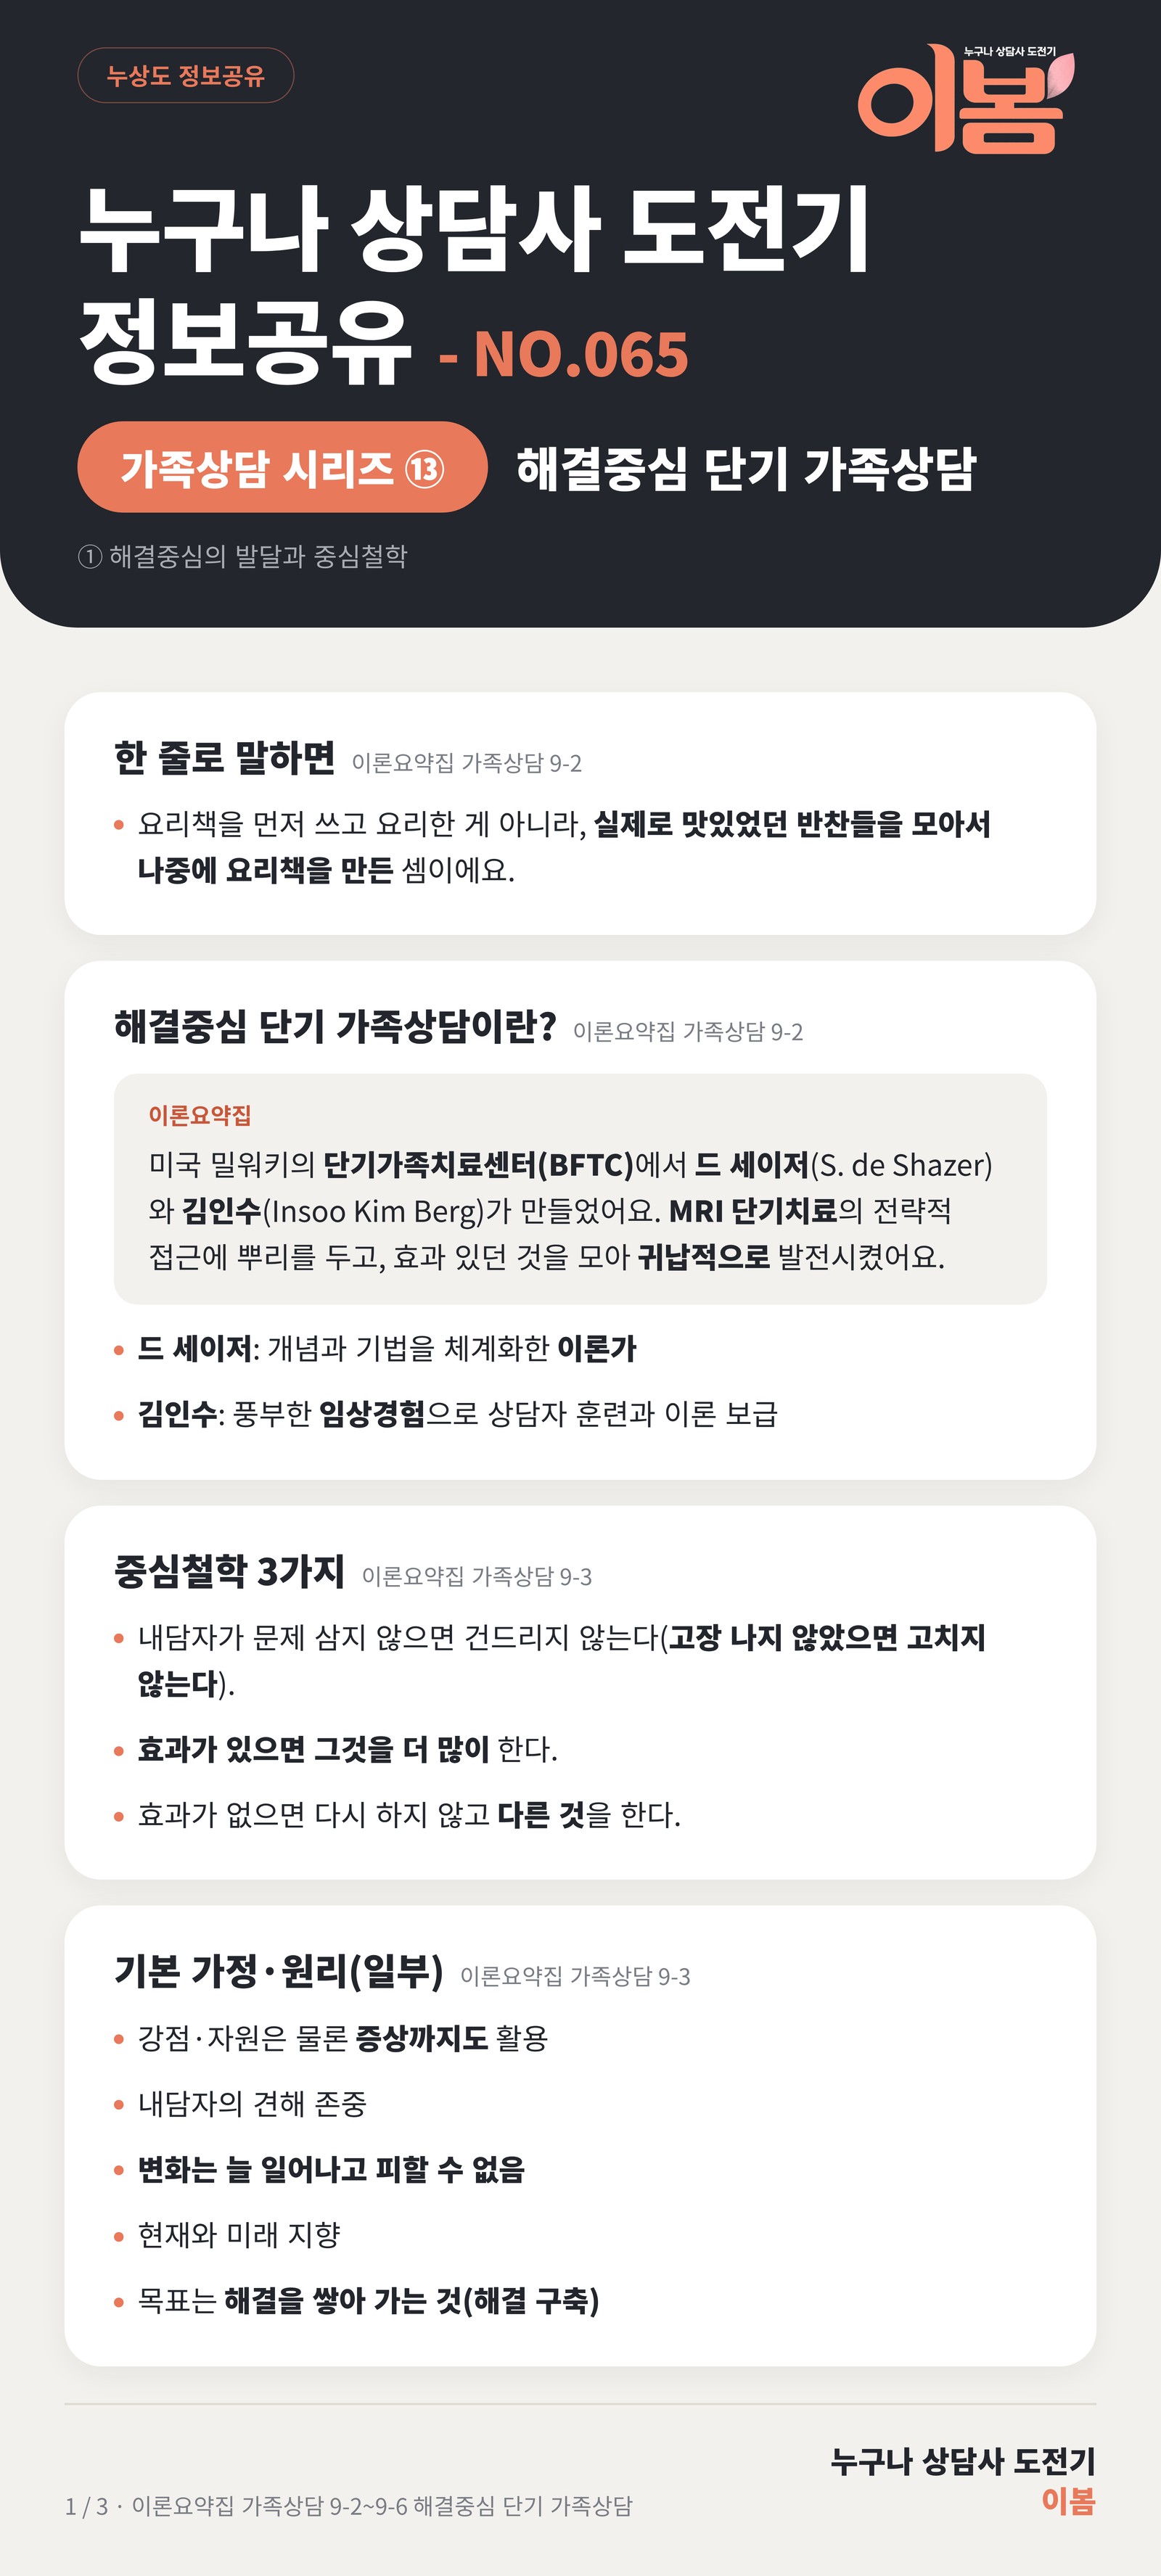 누상도 정보공유
누구나 상담사 도전기
이봄
누구나 상담사 도전기
정보공유 - NO.065
가족상담 시리즈 ⑬ 해결중심 단기 가족상담
① 해결중심의 발달과 중심철학
한 줄로 말하면 이론요약집 가족상담 9-2
• 요리책을 먼저 쓰고 요리한 게 아니라, 실제로 맛있었던 반찬들을 모아서
나중에 요리책을 만든 셈이에요.
해결중심 단기 가족상담이란? 이론요약집 가족상담 9-2
이론요약집
미국 밀워키의 단기가족치료센터(BFTC)에서 드 세이저(S. de Shazer)
와 김인수(Insoo Kim Berg)가 만들었어요. MRI 단기치료의 전략적
접근에 뿌리를 두고, 효과 있던 것을 모아 귀납적으로 발전시켰어요.
• 드 세이저: 개념과 기법을 체계화한 이론가
• 김인수: 풍부한 임상경험으로 상담자 훈련과 이론 보급
중심철학 3가지 이론요약집 가족상담 9-3
• 내담자가 문제 삼지 않으면 건드리지 않는다(고장 나지 않았으면 고치지
않는다).
• 효과가 있으면 그것을 더 많이 한다.
• 효과가 없으면 다시 하지 않고 다른 것을 한다.
기본 가정·원리(일부) 이론요약집 가족상담 9-3
• 강점·자원은 물론 증상까지도 활용
• 내담자의 견해 존중
• 변화는 늘 일어나고 피할 수 없음
• 현재와 미래 지향
• 목표는 해결을 쌓아 가는 것(해결 구축)
누구나 상담사 도전기
1 / 3 · 이론요약집 가족상담 9-2~9-6 해결중심 단기 가족상담
이봄